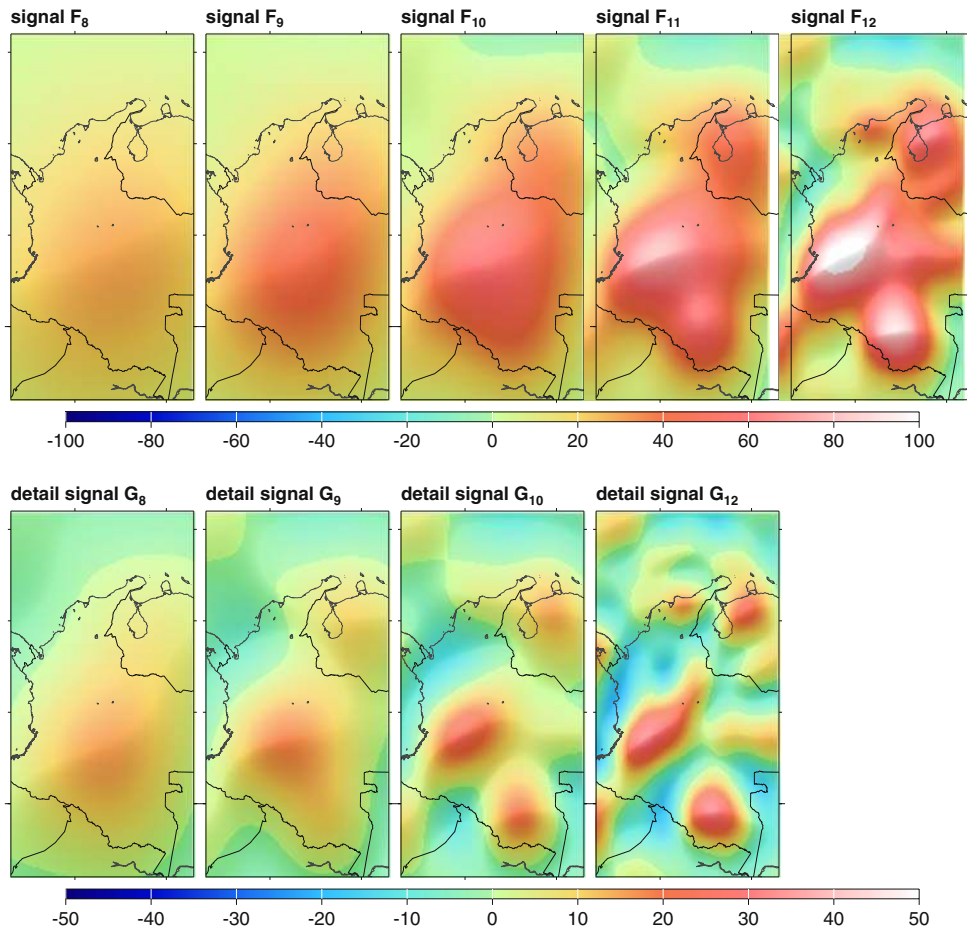 signal F₈ signal F₉ signal F₁₀ signal F₁₁ signal F₁₂
-100 -80 -60 -40 -20 0 20 40 60 80 100
detail signal G₈ detail signal G₉ detail signal G₁₀ detail signal G₁₂
-50 -40 -30 -20 -10 0 10 20 30 40 50